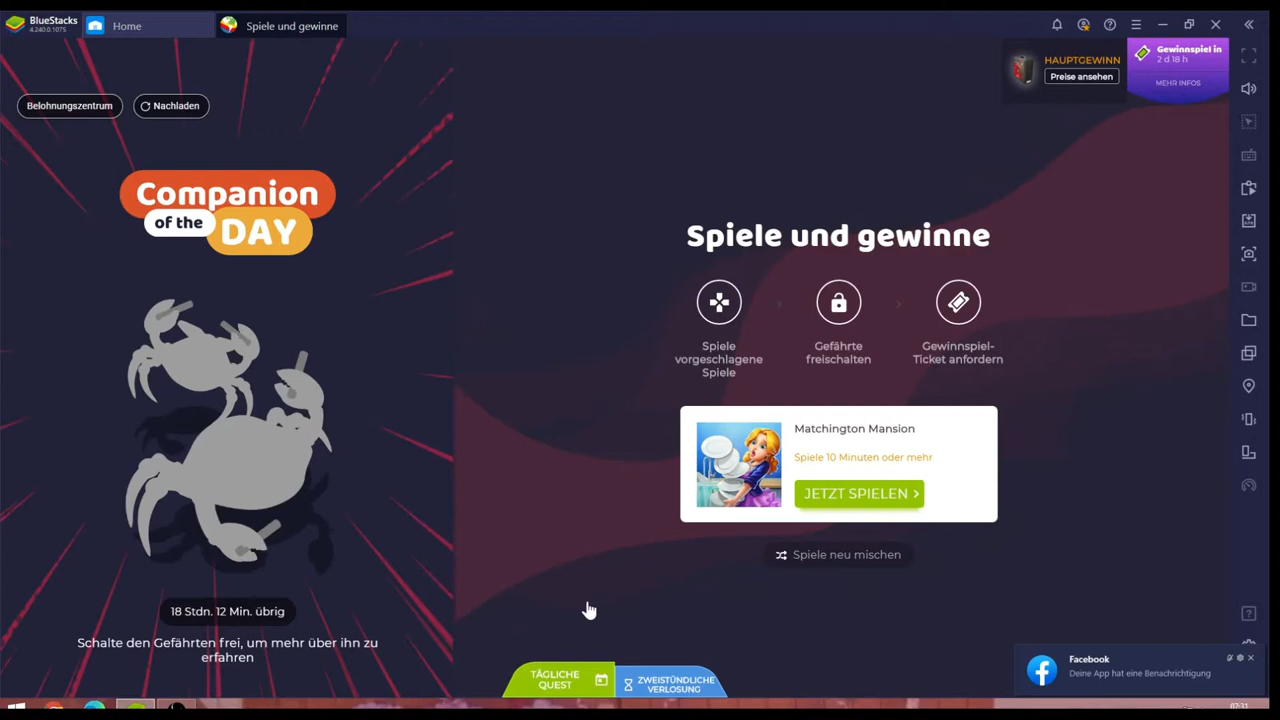 BlueStacks
4.240.0.1075
Home
Spiele und gewinne
HAUPTGEWINN
Preise ansehen
Gewinnspiel in
2 d 18 h
MEHR INFOS
Belohnungszentrum
Nachladen
Companion
of the
DAY
Spiele und gewinne
Spiele
vorgeschlagene
Spiele
Gefährte
freischalten
Gewinnspiel-
Ticket anfordern
Matchington Mansion
Spiele 10 Minuten oder mehr
JETZT SPIELEN
Spiele neu mischen
18 Stdn. 12 Min. übrig
Schalte den Gefährten frei, um mehr über ihn zu
erfahren
TÄGLICHE
QUEST
ZWEISTÜNDLICHE
VERLOSUNG
Facebook
Deine App hat eine Benachrichtigung
07:31